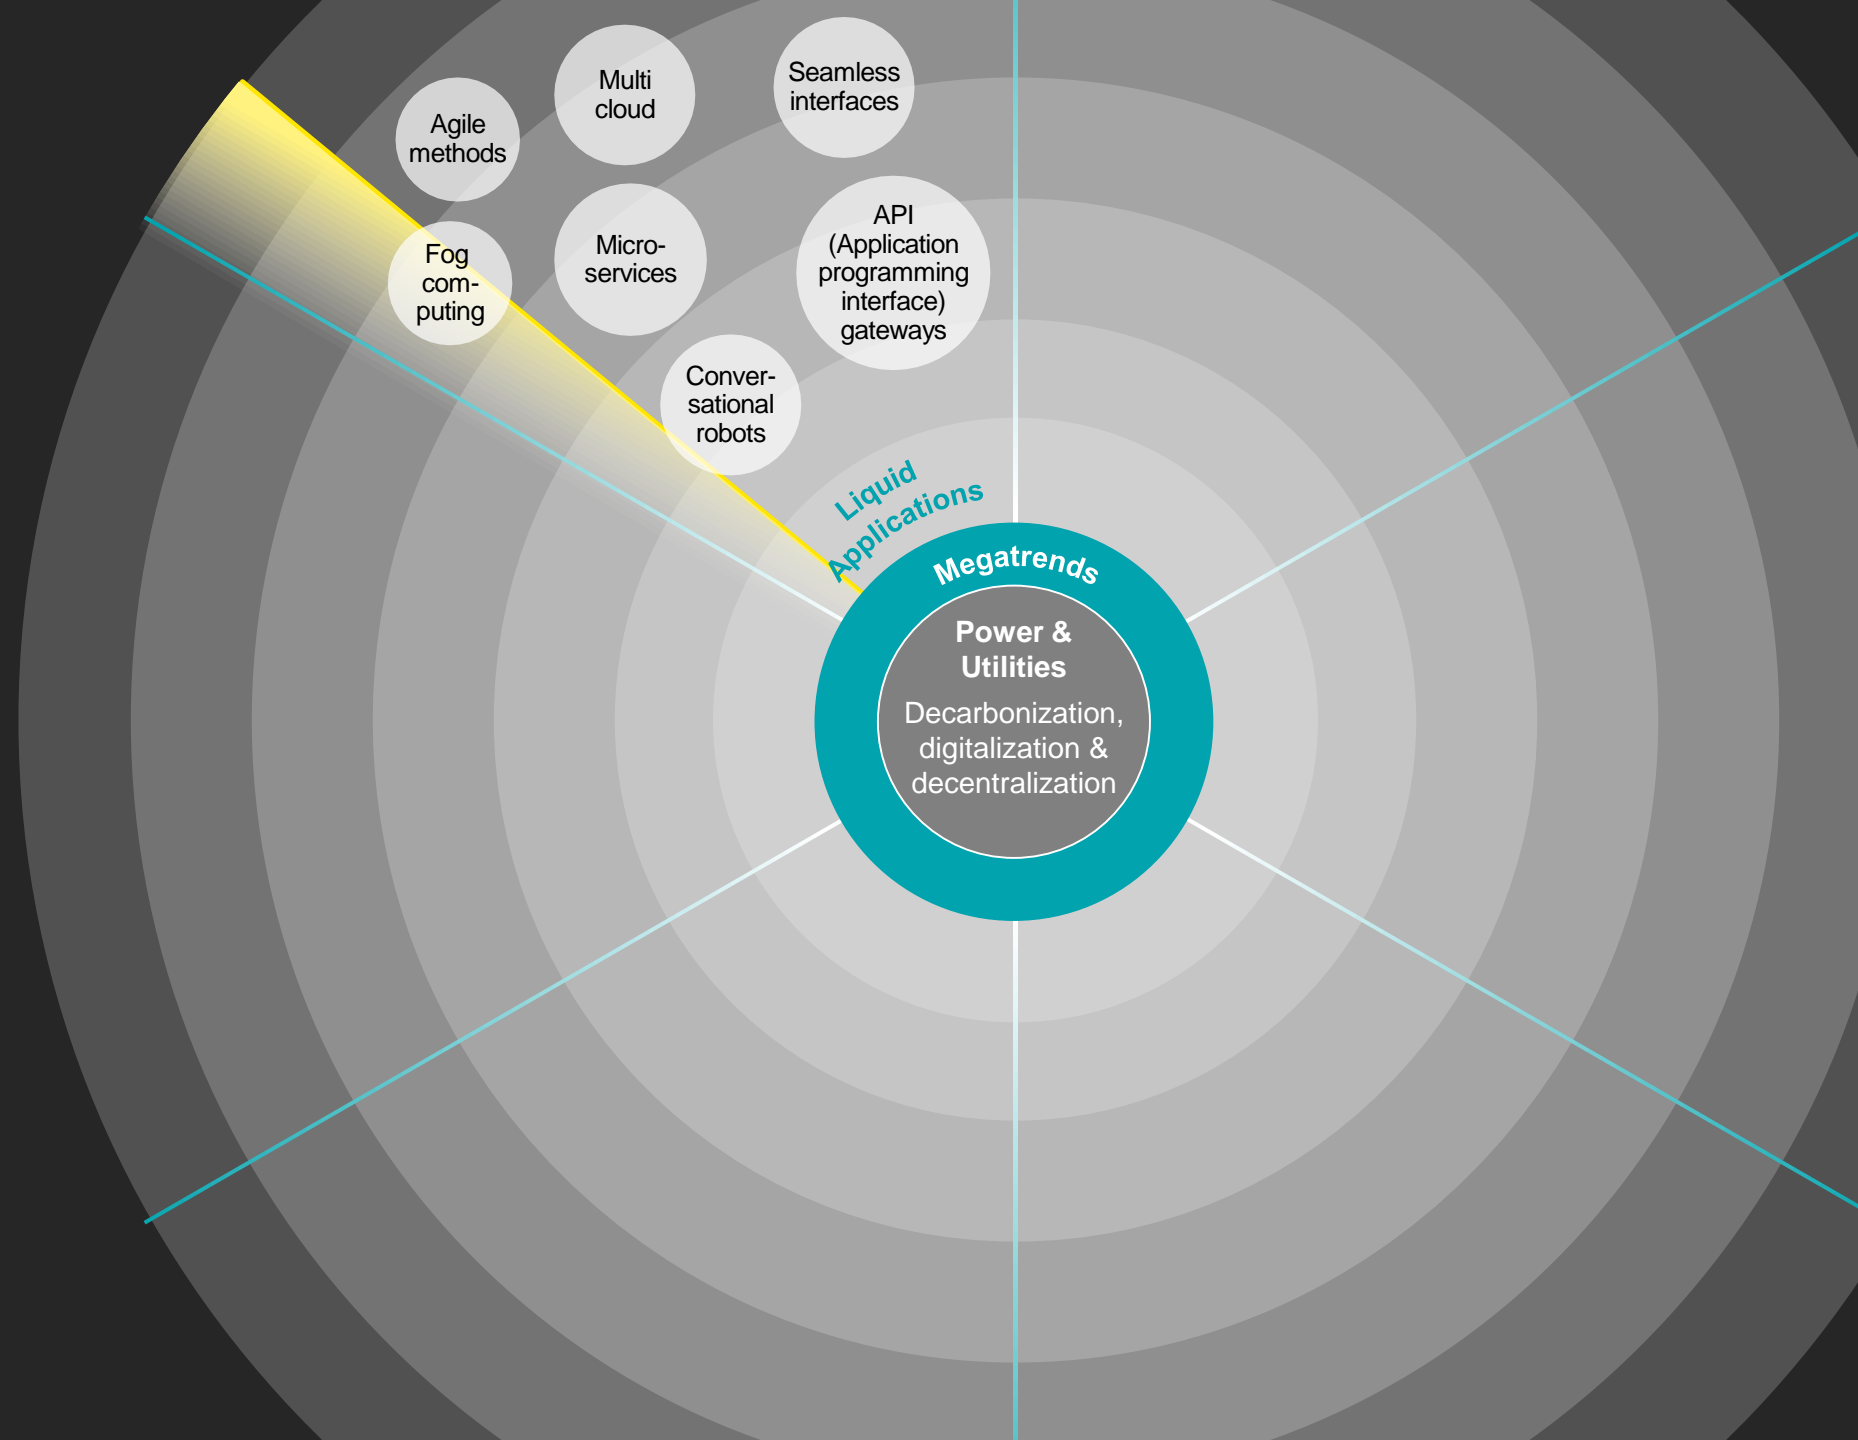 Agile
methods
Multi
cloud
Seamless
interfaces
Fog
com-
puting
Micro-
services
API
(Application
programming
interface)
gateways
Conver-
sational
robots
Liquid
Applications
Megatrends
Power &
Utilities
Decarbonization,
digitalization &
decentralization